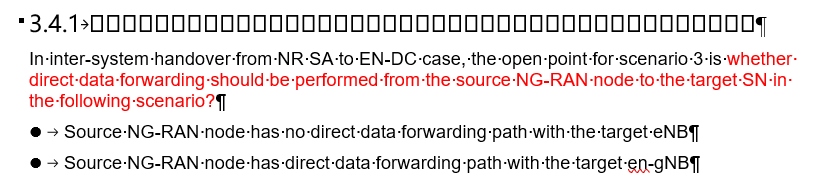 3.4.1
In inter-system handover from NR SA to EN-DC case, the open point for scenario 3 is whether
direct data forwarding should be performed from the source NG-RAN node to the target SN in
the following scenario?
● Source NG-RAN node has no direct data forwarding path with the target eNB
● Source NG-RAN node has direct data forwarding path with the target en-gNB